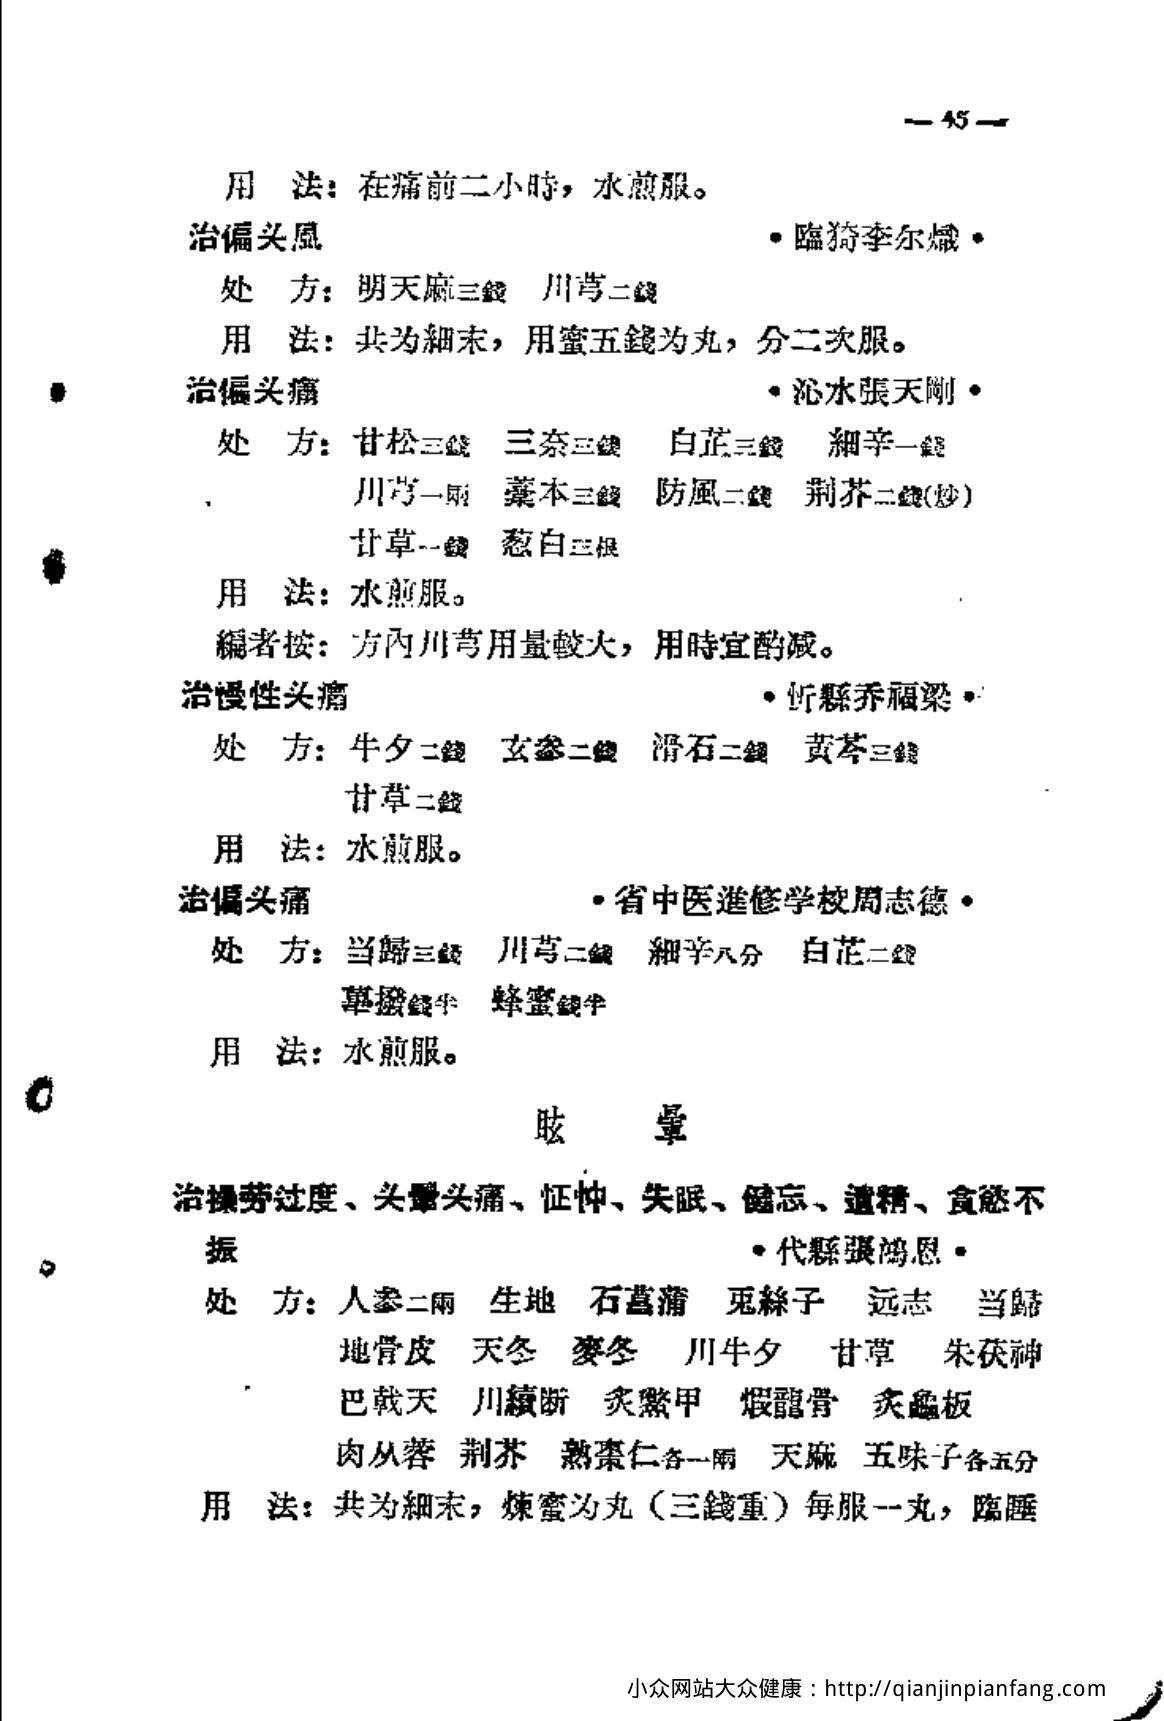 — 45 —
用 法：在痛前二小時，水煎服。
治偏头風 •臨猗李尔熾•
处 方：明天麻三錢 川芎二錢
用 法：共为細末，用蜜五錢为丸，分二次服。
治偏头痛 •沁水張天剛•
处 方：甘松三錢 三奈三錢 白芷三錢 細辛一錢
川芎一兩 藁本三錢 防風二錢 荆芥二錢(炒)
甘草一錢 葱白三根
用 法：水煎服。
編者按：方內川芎用量較大，用時宜酌减。
治慢性头痛 •忻縣乔福梁•
处 方：牛夕二錢 玄参二錢 滑石二錢 黄芩三錢
甘草二錢
用 法：水煎服。
治偏头痛 •省中医進修学校周志德•
处 方：当歸三錢 川芎二錢 細辛八分 白芷二錢
蓽撥錢半 蜂蜜錢半
用 法：水煎服。
眩 暈
治操劳过度、头暈头痛、怔忡、失眠、健忘、遺精、食慾不
振 •代縣張鴻恩•
处 方：人参二兩 生地 石菖蒲 兎絲子 远志 当歸
地骨皮 天冬 麥冬 川牛夕 甘草 朱茯神
巴戟天 川續断 炙鱉甲 煅龍骨 炙龜板
肉从蓉 荆芥 熟棗仁各一兩 天麻 五味子各五分
用 法：共为細末，煉蜜为丸（三錢重）每服一丸，臨睡
小众网站大众健康：http://qianjinpianfang.com